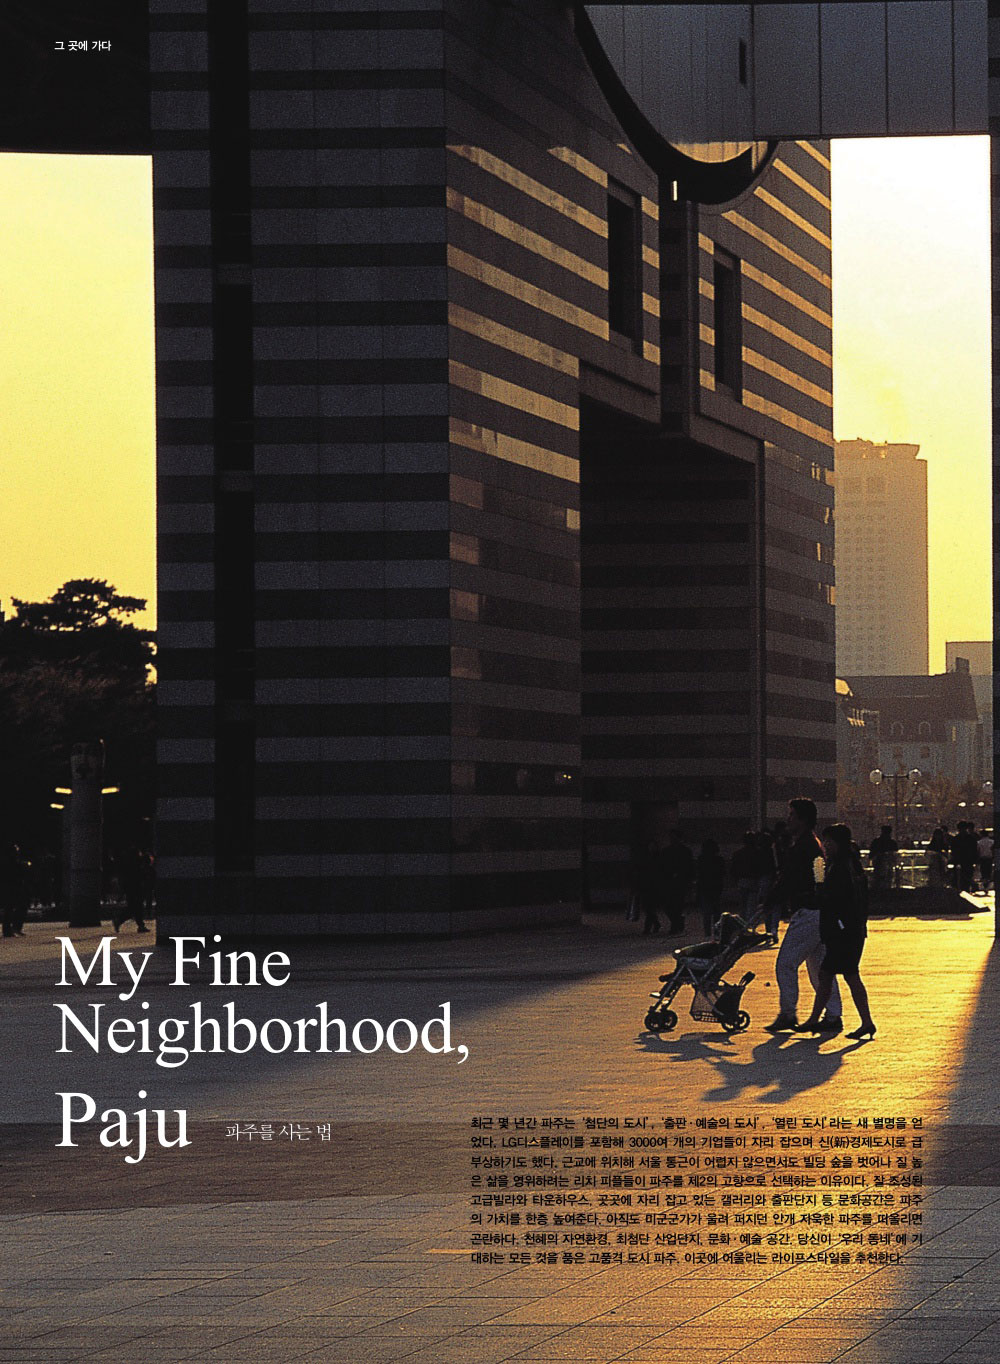 그 곳에 가다
My Fine
Neighborhood,
Paju 파주를 사는 법
최근 몇 년간 파주는 ‘첨단의 도시’, ‘출판·예술의 도시’, ‘열린 도시’라는 새 별명을 얻
었다. LG디스플레이를 포함해 3000여 개의 기업들이 자리 잡으며 신(新)경제도시로 급
부상하기도 했다. 근교에 위치해 서울 통근이 어렵지 않으면서도 빌딩 숲을 벗어나 질 높
은 삶을 영위하려는 리치 피플들이 파주를 제2의 고향으로 선택하는 이유이다. 잘 조성된
고급빌라와 타운하우스, 곳곳에 자리 잡고 있는 갤러리와 출판단지 등 문화공간은 파주
의 가치를 한층 높여준다. 아직도 미군군가가 울려 퍼지던 안개 자욱한 파주를 떠올리면
곤란하다. 천혜의 자연환경, 최첨단 산업단지, 문화·예술 공간. 당신이 ‘우리 동네’에 기
대하는 모든 것을 품은 고품격 도시 파주. 이곳에 어울리는 라이프스타일을 추천한다.